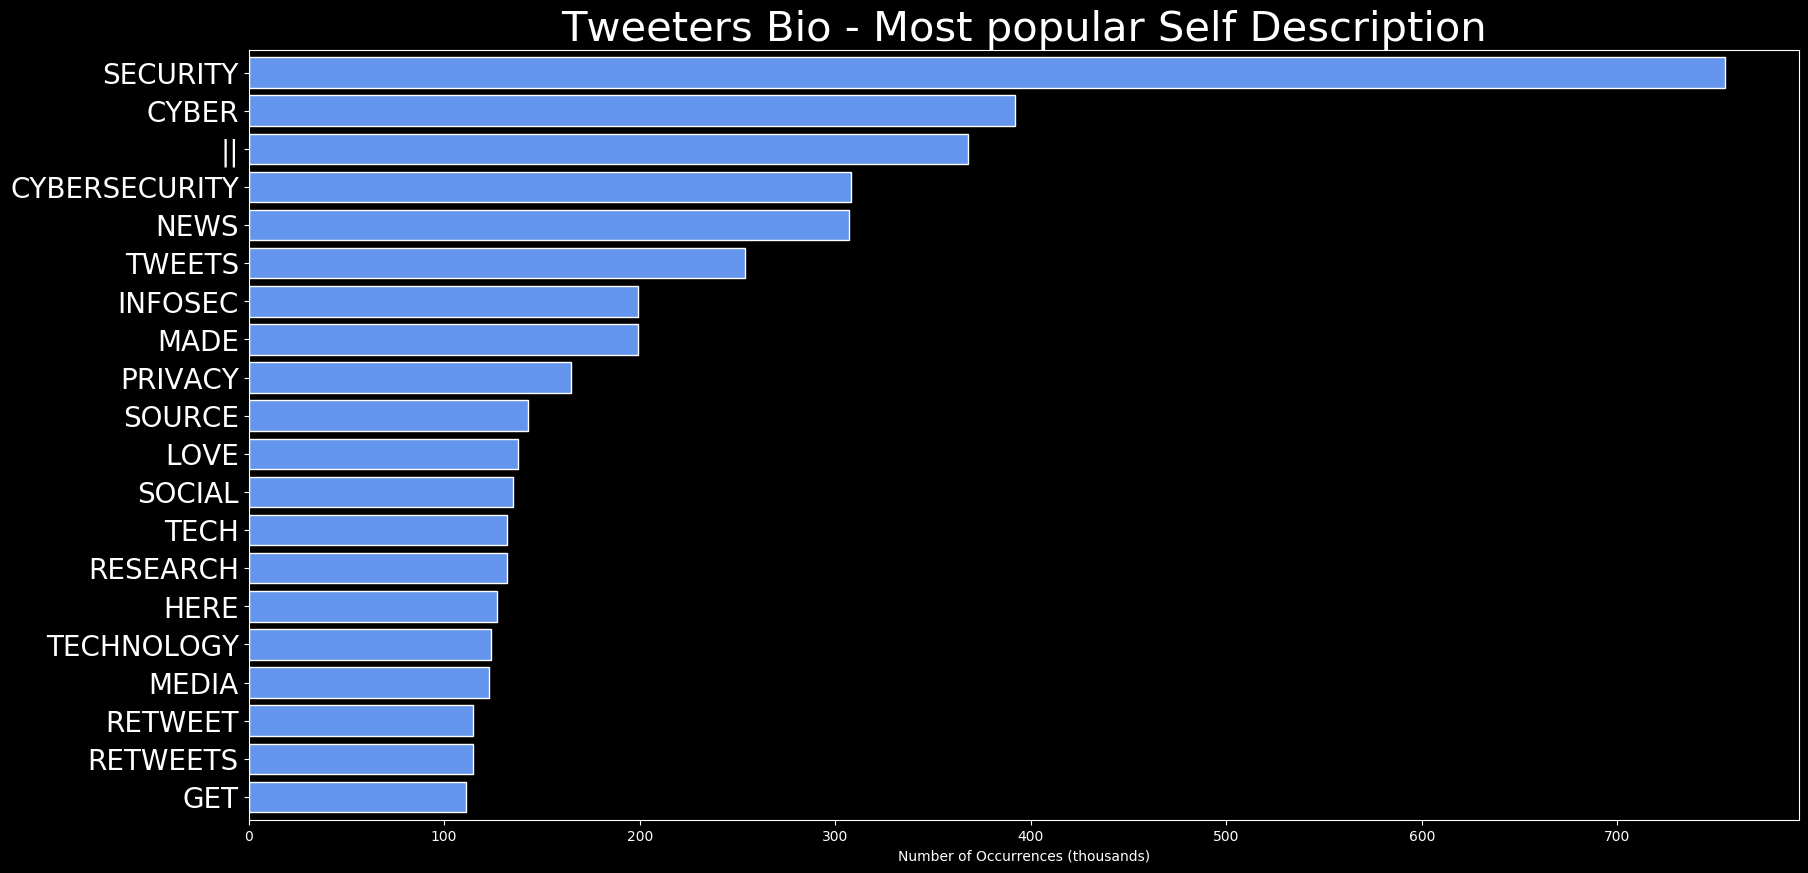 Tweeters Bio - Most popular Self Description
SECURITY
CYBER
||
CYBERSECURITY
NEWS
TWEETS
INFOSEC
MADE
PRIVACY
SOURCE
LOVE
SOCIAL
TECH
RESEARCH
HERE
TECHNOLOGY
MEDIA
RETWEET
RETWEETS
GET
0 100 200 300 400 500 600 700
Number of Occurrences (thousands)